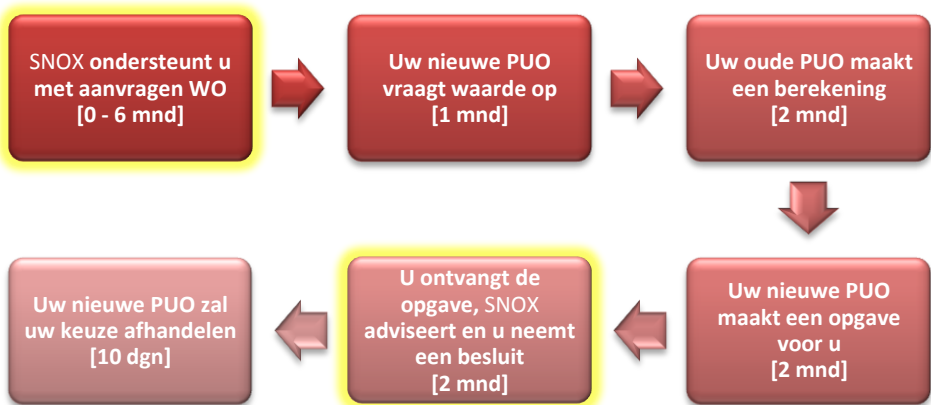 SNOX ondersteunt u
met aanvragen WO
[0 - 6 mnd]
Uw nieuwe PUO
vraagt waarde op
[1 mnd]
Uw oude PUO maakt
een berekening
[2 mnd]
Uw nieuwe PUO
maakt een opgave
voor u
[2 mnd]
U ontvangt de
opgave, SNOX
adviseert en u neemt
een besluit
[2 mnd]
Uw nieuwe PUO zal
uw keuze afhandelen
[10 dgn]